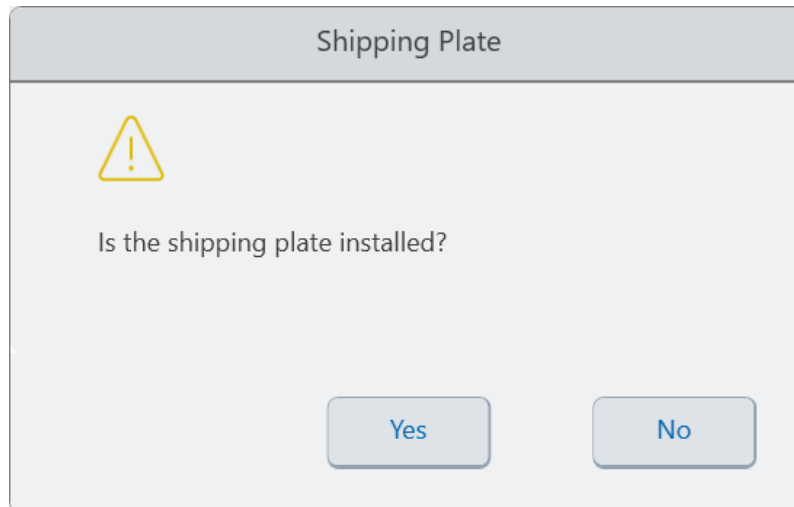 Shipping Plate
Is the shipping plate installed?
Yes
No